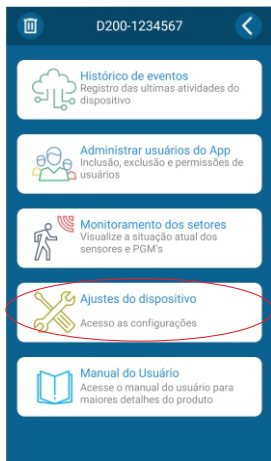 D200-1234567
Histórico de eventos
Registro das ultimas atividades do
dispositivo
Administrar usuários do App
Inclusão, exclusão e permissões de
usuários
Monitoramento dos setores
Visualize a situação atual dos
sensores e PGM's
Ajustes do dispositivo
Acesso as configurações
Manual do Usuário
Acesse o manual do usuário para
maiores detalhes do produto